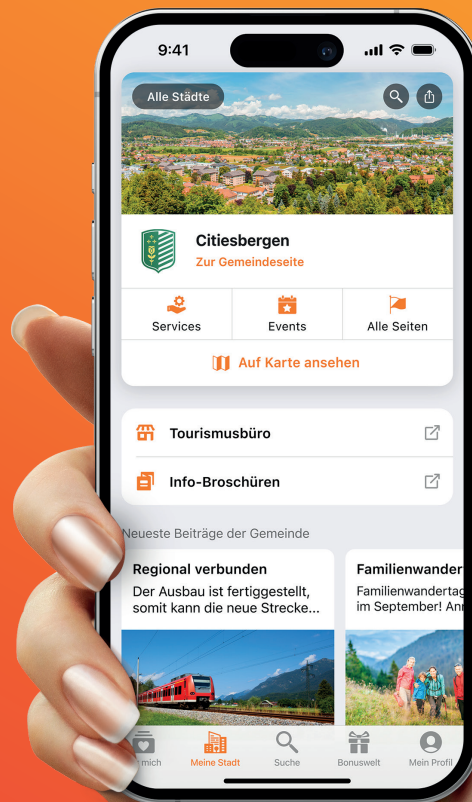 9:41
Alle Städte
Citiesbergen
Zur Gemeindeseite
Services
Events
Alle Seiten
Auf Karte ansehen
Tourismusbüro
Info-Broschüren
Neueste Beiträge der Gemeinde
Regional verbunden
Der Ausbau ist fertiggestellt,
somit kann die neue Strecke...
Familienwander
Familienwandertag
im September! An
mich
Meine Stadt
Suche
Bonuswelt
Mein Profil